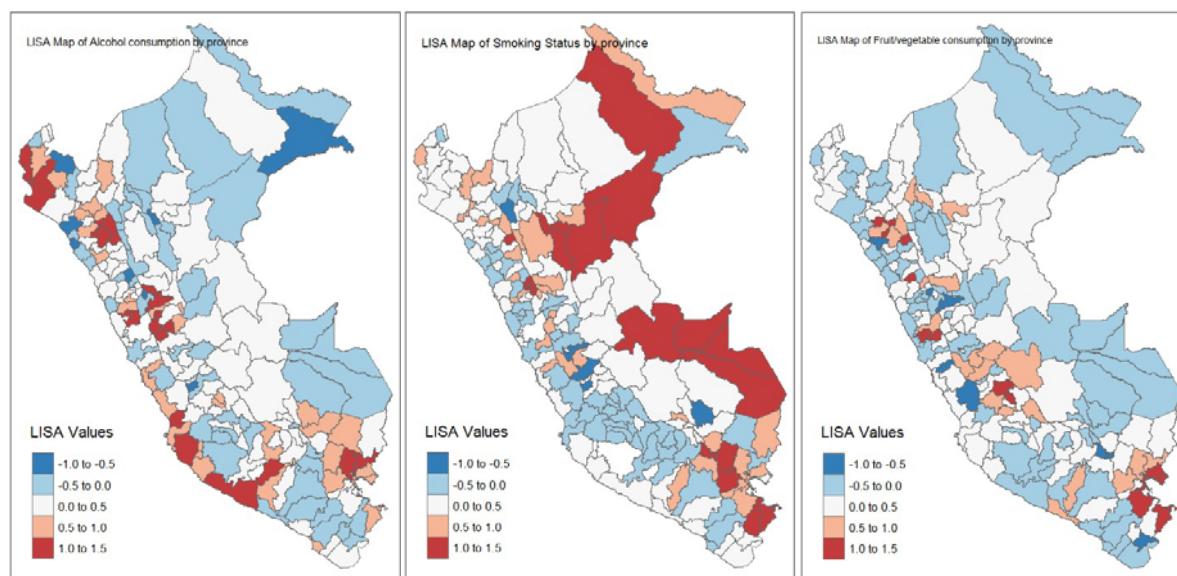 LISA Map of Alcohol consumption by province
LISA Values
-1.0 to -0.5
-0.5 to 0.0
0.0 to 0.5
0.5 to 1.0
1.0 to 1.5
LISA Map of Smoking Status by province
LISA Values
-1.0 to -0.5
-0.5 to 0.0
0.0 to 0.5
0.5 to 1.0
1.0 to 1.5
LISA Map of Fruit/vegetable consumption by province
LISA Values
-1.0 to -0.5
-0.5 to 0.0
0.0 to 0.5
0.5 to 1.0
1.0 to 1.5